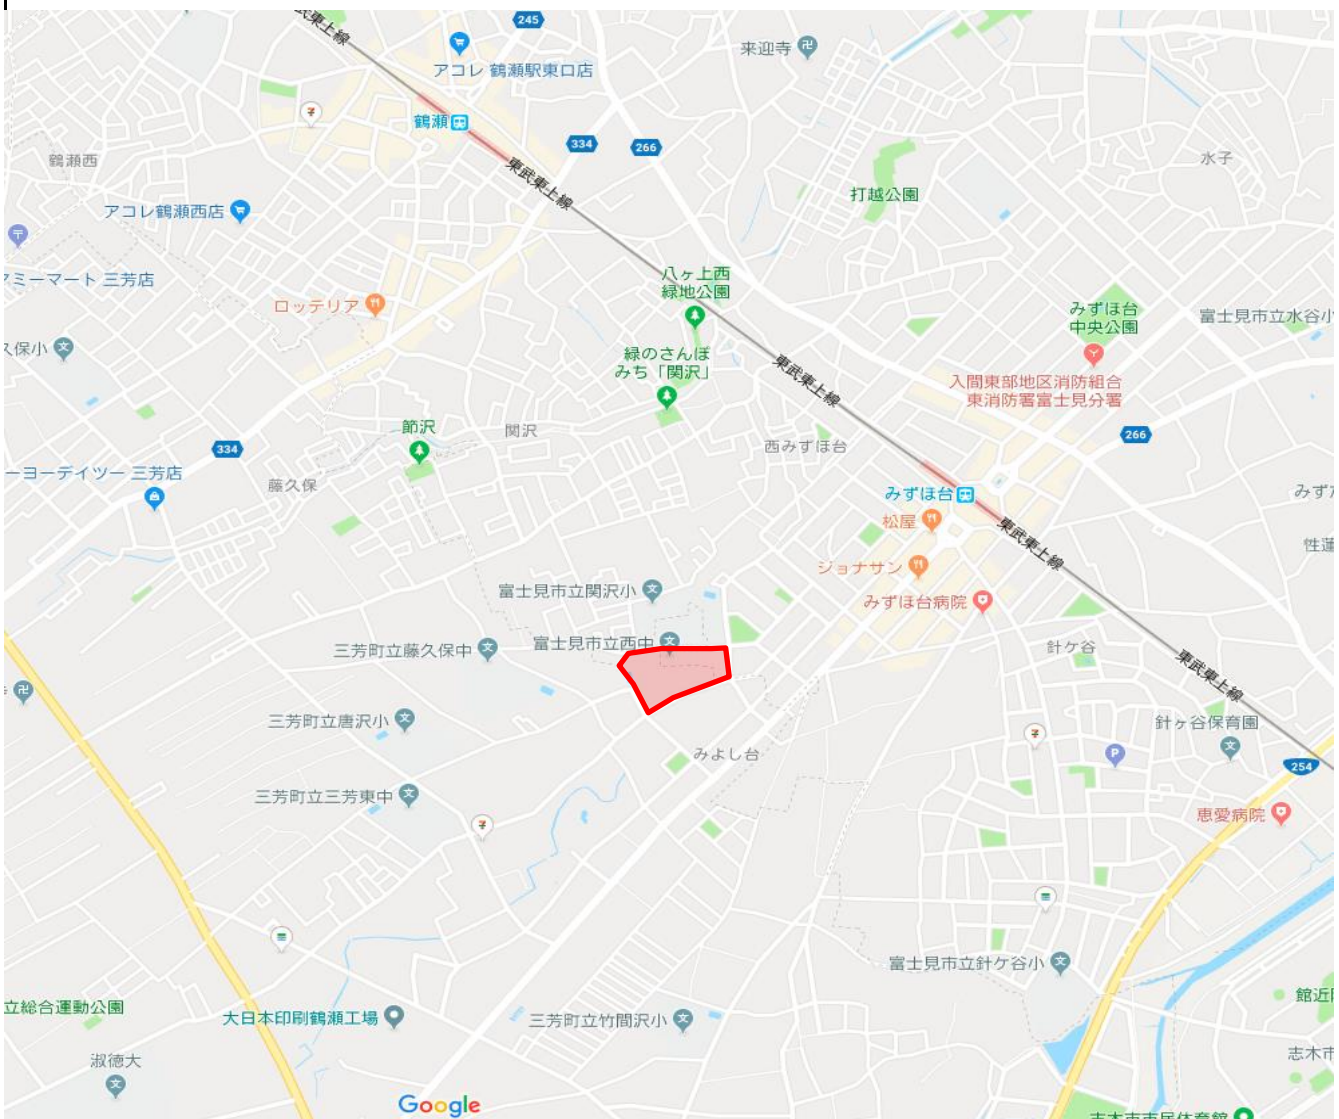 245
来迎寺
アコレ 鶴瀬駅東口店
鶴瀬
334
266
東武東上線
鶴瀬西
水子
打越公園
アコレ鶴瀬西店
ミーマート 三芳店
八ヶ上西
緑地公園
ロッテリア
みずほ台
中央公園
富士見市立水谷小
久保小
緑のさんぽ
みち「関沢」
東武東上線
入間東部地区消防組合
東消防署富士見分署
節沢
関沢
西みずほ台
266
334
ーヨーデイツー 三芳店
藤久保
みずほ台
みず
松屋
東武東上線
性蓮
ジョナサン
富士見市立関沢小
みずほ台病院
三芳町立藤久保中
富士見市立西中
針ケ谷
東武東上線
三芳町立唐沢小
針ヶ谷保育園
みよし台
254
三芳町立三芳東中
恵愛病院
富士見市立針ケ谷小
立総合運動公園
大日本印刷鶴瀬工場
三芳町立竹間沢小
館近
淑徳大
志木市
Google